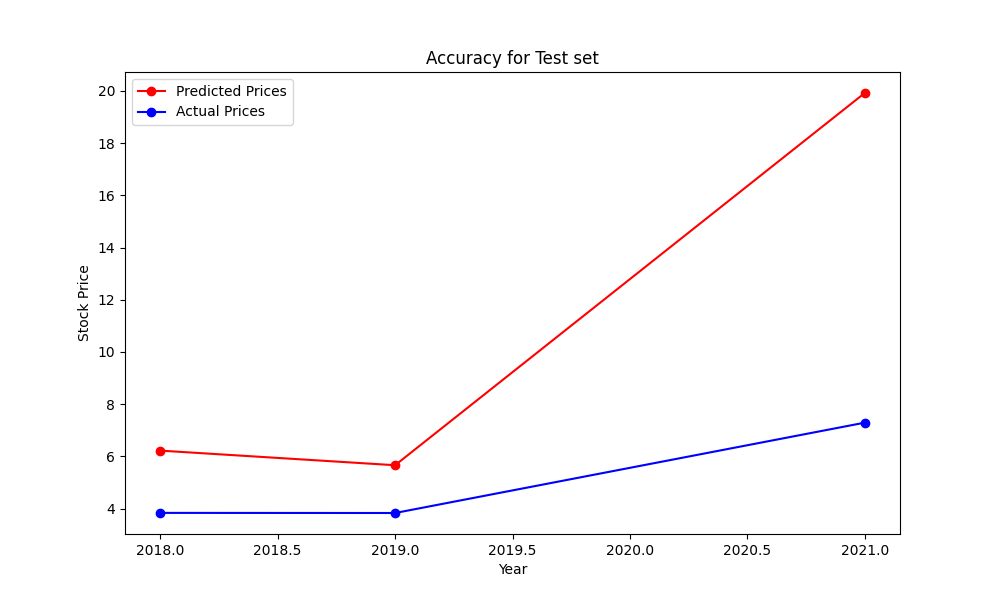 Accuracy for Test set
Predicted Prices
Actual Prices
20
18
16
14
12
10
8
6
4
Stock Price
2018.0 2018.5 2019.0 2019.5 2020.0 2020.5 2021.0
Year